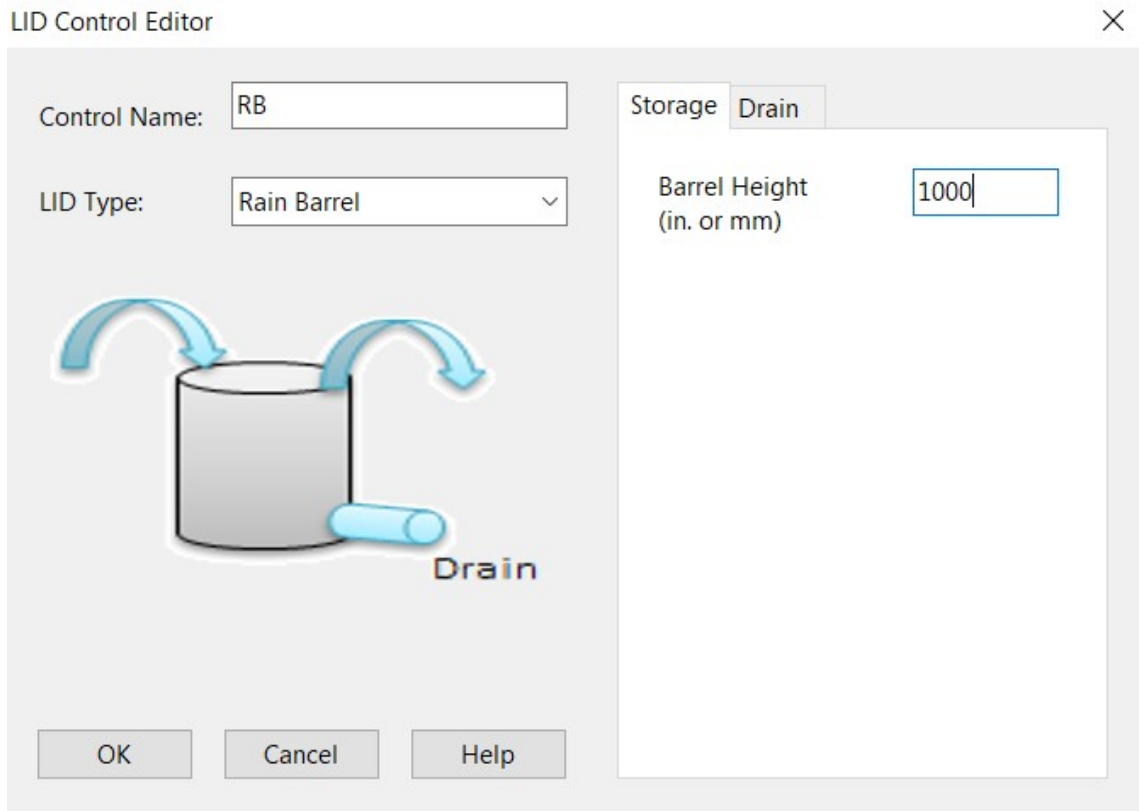 LID Control Editor
Control Name:
RB
LID Type:
Rain Barrel
Drain
OK
Cancel
Help
Storage
Drain
Barrel Height
(in. or mm)
1000